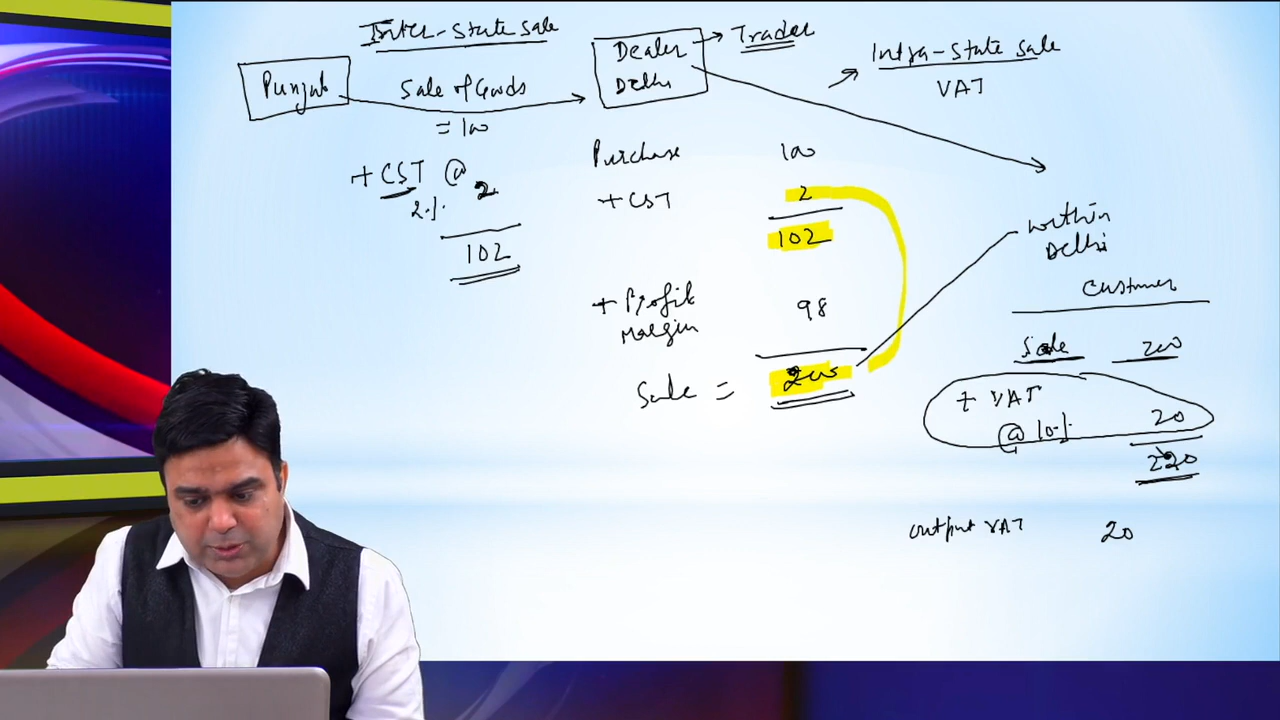 Inter-State Sale
Punjab
Sale of Goods
= 100
+ CST @ 2
2%
102
Dealer
Delhi
Trader
Intra-State Sale
VAT
Purchase 100
+ CST 2
102
+ Profit
Margin 98
Sale = 200
within
Delhi
Customer
Sale 200
+ VAT
@ 10% 20
220
output VAT 20